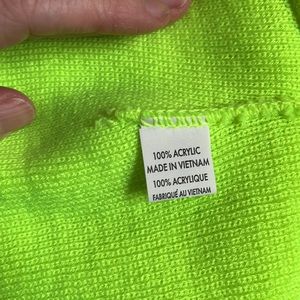 100% ACRYLIC
MADE IN VIETNAM
100% ACRYLIQUE
FABRIQUÉ AU VIETNAM